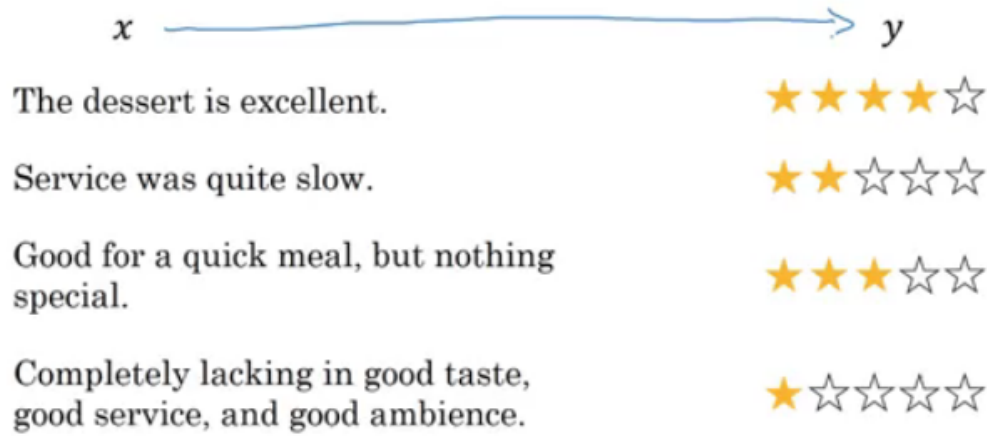 x y
The dessert is excellent.
Service was quite slow.
Good for a quick meal, but nothing
special.
Completely lacking in good taste,
good service, and good ambience.